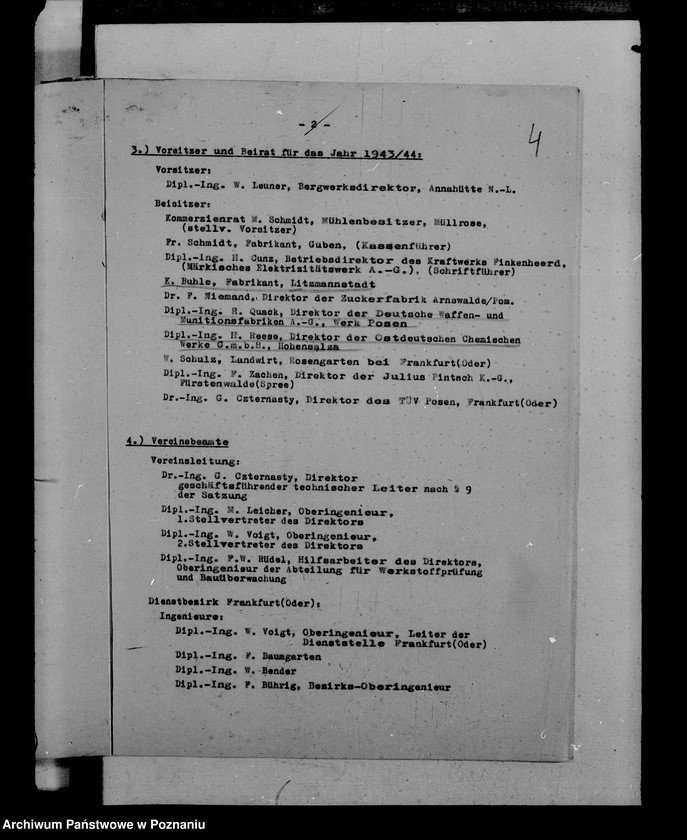 - 2 -
4
3.) Vorsitzer und Beirat für das Jahr 1943/44:
Vorsitzer:
Dipl.-Ing. W. Leuner, Bergwerksdirektor, Annahütte N.-L.
Beisitzer:
Kommerzienrat M. Schmidt, Mühlenbesitzer, Müllrose,
(stellv. Vorsitzer)
Fr. Schmidt, Fabrikant, Guben, (Kassenführer)
Dipl.-Ing. H. Cunz, Betriebsdirektor des Kraftwerks Finkenheerd,
(Märkisches Elektrizitätswerk A.-G.), (Schriftführer)
K. Buhle, Fabrikant, Litzmannstadt
Dr. F. Niemand, Direktor der Zuckerfabrik Arnswalde/Pom.
Dipl.-Ing. R. Quack, Direktor der Deutsche Waffen- und
Munitionsfabriken A.-G., Werk Posen
Dipl.-Ing. H. Reese, Direktor der Ostdeutschen Chemischen
Werke G.m.b.H., Hohensalza
W. Schulz, Landwirt, Rosengarten bei Frankfurt(Oder)
Dipl.-Ing. F. Zachen, Direktor der Julius Pintsch K.-G.,
Fürstenwalde(Spree)
Dr.-Ing. G. Czternasty, Direktor des TÜV Posen, Frankfurt(Oder)
4.) Vereinsbeamte
Vereinsleitung:
Dr.-Ing. G. Czternasty, Direktor
geschäftsführender technischer Leiter nach § 9
der Satzung
Dipl.-Ing. M. Leicher, Oberingenieur,
1.Stellvertreter des Direktors
Dipl.-Ing. W. Voigt, Oberingenieur,
2.Stellvertreter des Direktors
Dipl.-Ing. F.W. Rüdel, Hilfsarbeiter des Direktors,
Oberingenieur der Abteilung für Werkstoffprüfung
und Bauüberwachung
Dienstbezirk Frankfurt(Oder):
Ingenieure:
Dipl.-Ing. W. Voigt, Oberingenieur, Leiter der
Dienststelle Frankfurt(Oder)
Dipl.-Ing. F. Baumgarten
Dipl.-Ing. W. Bender
Dipl.-Ing. F. Bührig, Bezirks-Oberingenieur
Archiwum Państwowe w Poznaniu